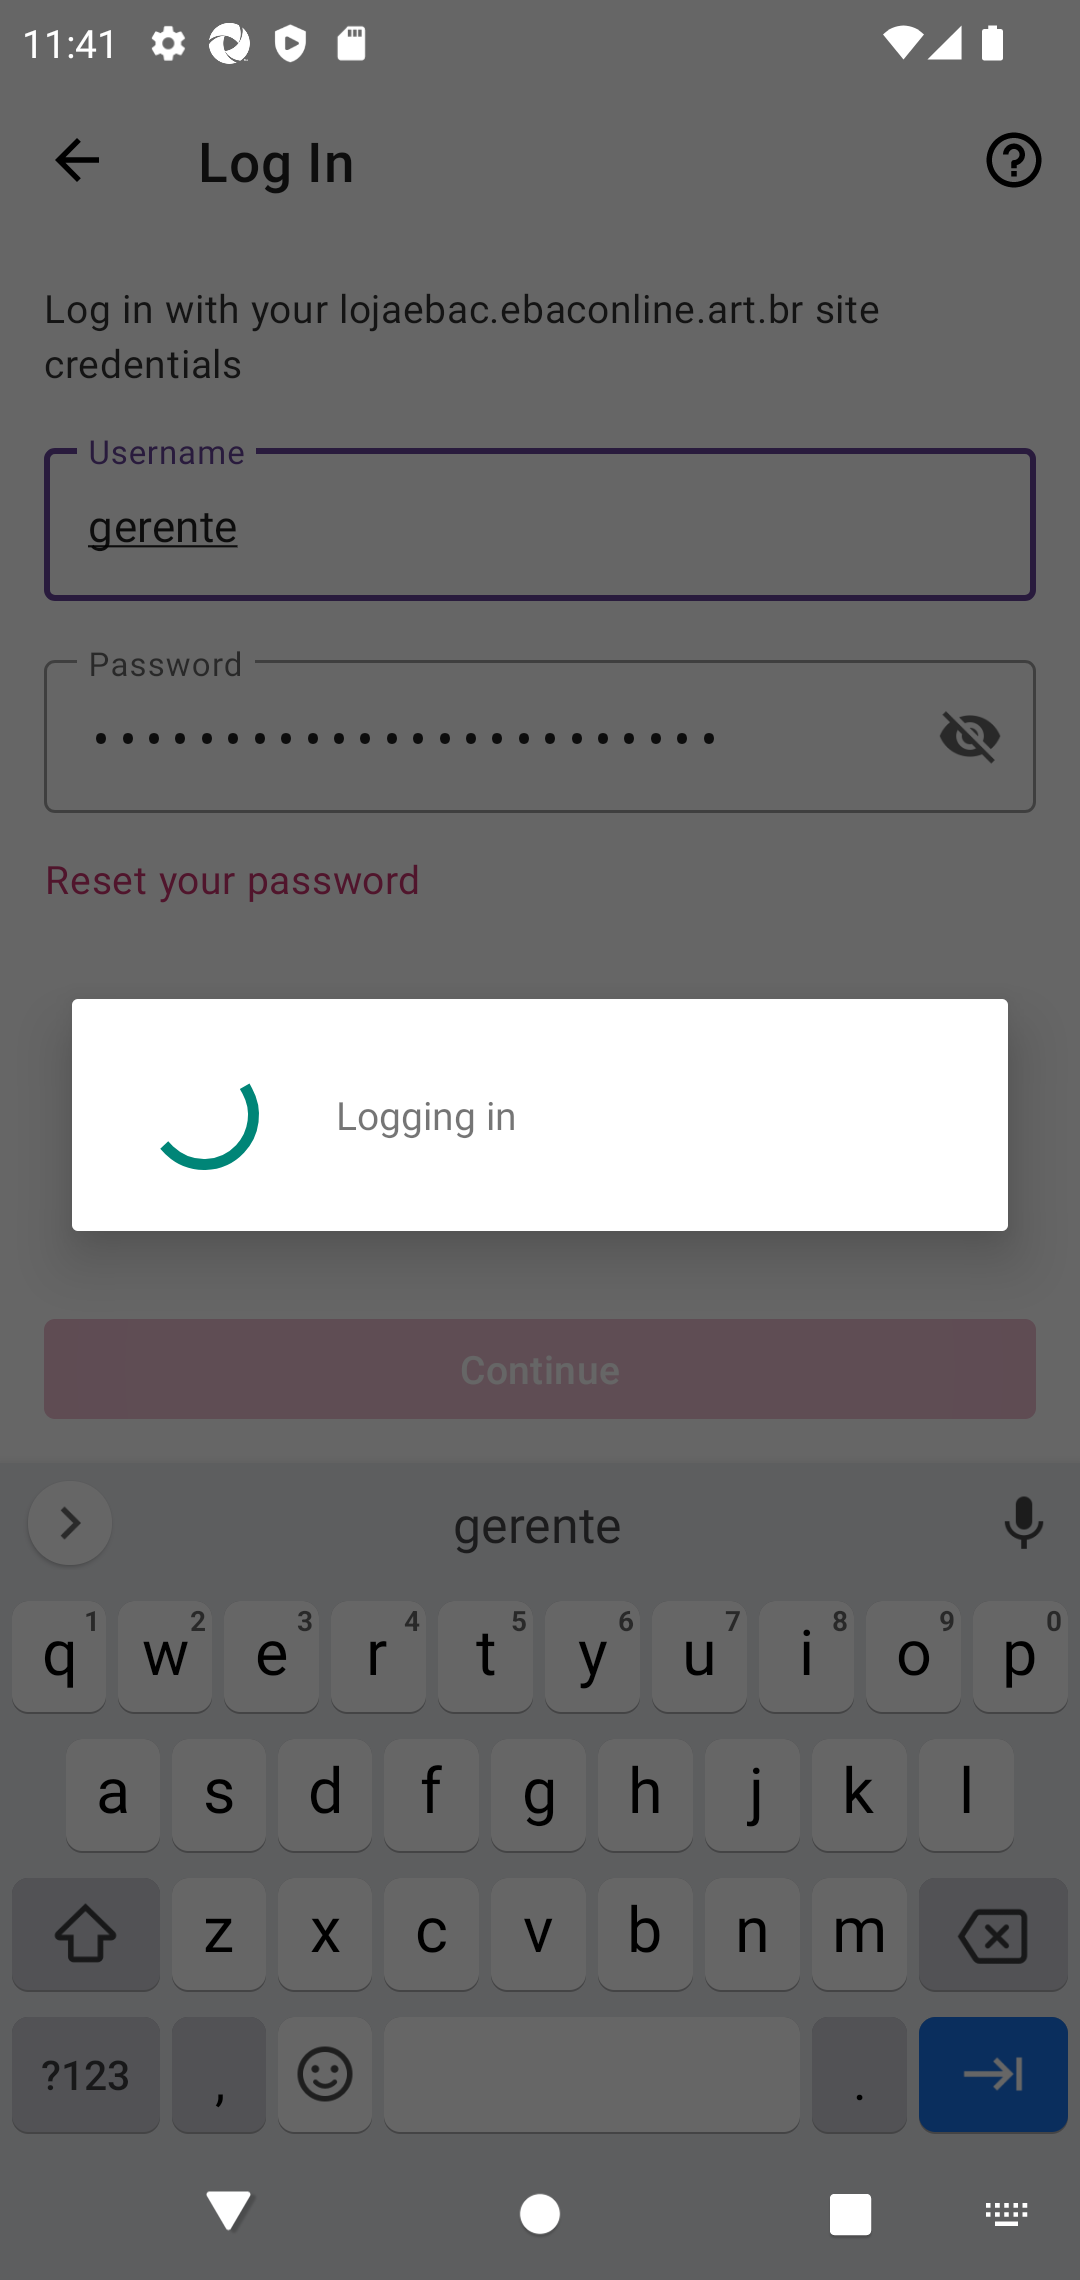 11:41
Log In
Log in with your lojaebac.ebaconline.art.br site
credentials
Username
gerente
Password
•••••••••••••••••••••••• 
Reset your password
Logging in
Continue
gerente
q1 w2 e3 r4 t5 y6 u7 i8 o9 p0
a s d f g h j k l
z x c v b n m
?123 , .